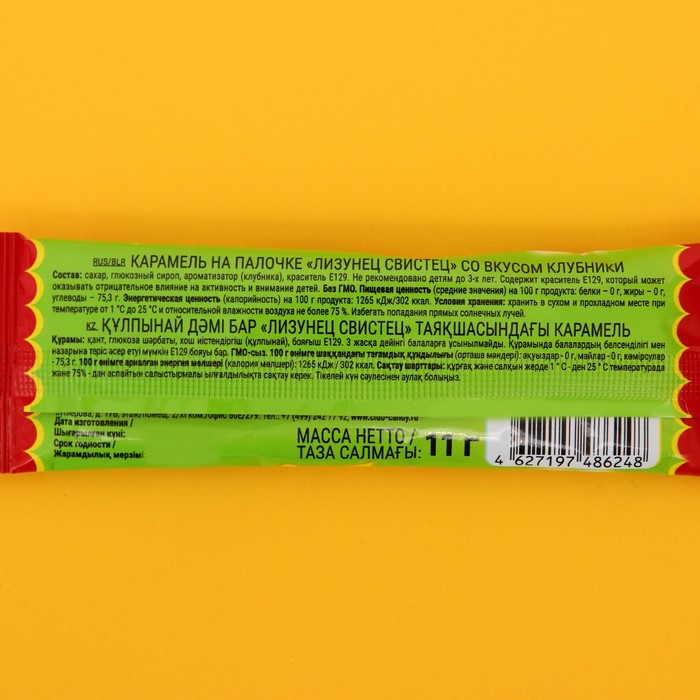 RUS/BLR КАРАМЕЛЬ НА ПАЛОЧКЕ «ЛИЗУНЕЦ СВИСТЕЦ» СО ВКУСОМ КЛУБНИКИ
Состав: сахар, глюкозный сироп, ароматизатор (клубника), краситель Е129. Не рекомендовано детям до 3-х лет. Содержит краситель Е129, который может
оказывать отрицательное влияние на активность и внимание детей. Без ГМО. Пищевая ценность (средние значения) на 100 г продукта: белки – 0 г, жиры – 0 г,
углеводы – 75,3 г. Энергетическая ценность (калорийность) на 100 г продукта: 1265 кДж/302 ккал. Условия хранения: хранить в сухом и прохладном месте при
температуре от 1 °C до 25 °C и относительной влажности воздуха не более 75 %. Избегать попадания прямых солнечных лучей.
KZ ҚҰЛПЫНАЙ ДӘМІ БАР «ЛИЗУНЕЦ СВИСТЕЦ» ТАЯҚШАСЫНДАҒЫ КАРАМЕЛЬ
Құрамы: қант, глюкоза шәрбаты, хош иістендіргіш (құлпынай), бояғыш Е129. 3 жасқа дейінгі балаларға ұсынылмайды. Құрамында балалардың белсенділігі мен
назарына теріс әсер етуі мүмкін Е129 бояуы бар. ГМО-сыз. 100 г өнімге шаққандағы тағамдық құндылығы (орташа мәндері): ақуыздар - 0 г, майлар - 0 г, көмірсулар
- 75,3 г. 100 г өнімге арналған энергия мөлшері (калория мөлшері): 1265 кДж / 302 ккал. Сақтау шарттары: құрғақ және салқын жерде 1 ° С - ден 25 ° С температурада
және 75% - дан аспайтын салыстырмалы ылғалдылықта сақтау керек. Тікелей күн сәулесінен аулақ болыңыз.
www.club-candy.ru
Дата изготовления /
Шығарылған күні:
Срок годности /
Жарамдылық мерзімі
МАССА НЕТТО /
ТАЗА САЛМАҒЫ: 11 г
4 627197 486248